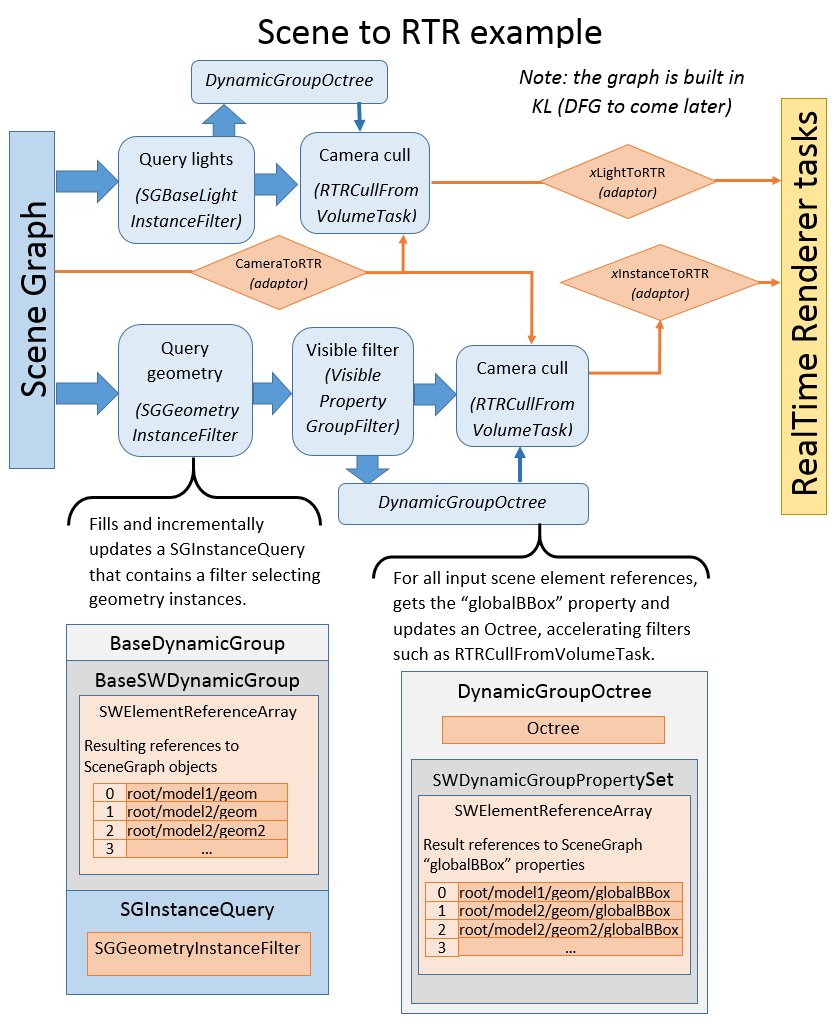 Scene to RTR example
DynamicGroupOctree
Note: the graph is built in
KL (DFG to come later)
Scene Graph
Query lights
(SGBaseLight
InstanceFilter)
Camera cull
(RTRCullFrom
VolumeTask)
xLightToRTR
(adaptor)
RealTime Renderer tasks
CameraToRTR
(adaptor)
xInstanceToRTR
(adaptor)
Query
geometry
(SGGeometry
InstanceFilter
Visible filter
(Visible
Property
GroupFilter)
Camera cull
(RTRCullFrom
VolumeTask)
DynamicGroupOctree
Fills and incrementally
updates a SGInstanceQuery
that contains a filter selecting
geometry instances.
For all input scene element references,
gets the “globalBBox” property and
updates an Octree, accelerating filters
such as RTRCullFromVolumeTask.
BaseDynamicGroup
BaseSWDynamicGroup
SWElementReferenceArray
Resulting references to
SceneGraph objects
0 root/model1/geom
1 root/model2/geom
2 root/model2/geom2
3 ...
SGInstanceQuery
SGGeometryInstanceFilter
DynamicGroupOctree
Octree
SWDynamicGroupPropertySet
SWElementReferenceArray
Result references to SceneGraph
“globalBBox” properties
0 root/model1/geom/globalBBox
1 root/model2/geom/globalBBox
2 root/model2/geom2/globalBBox
3 ...